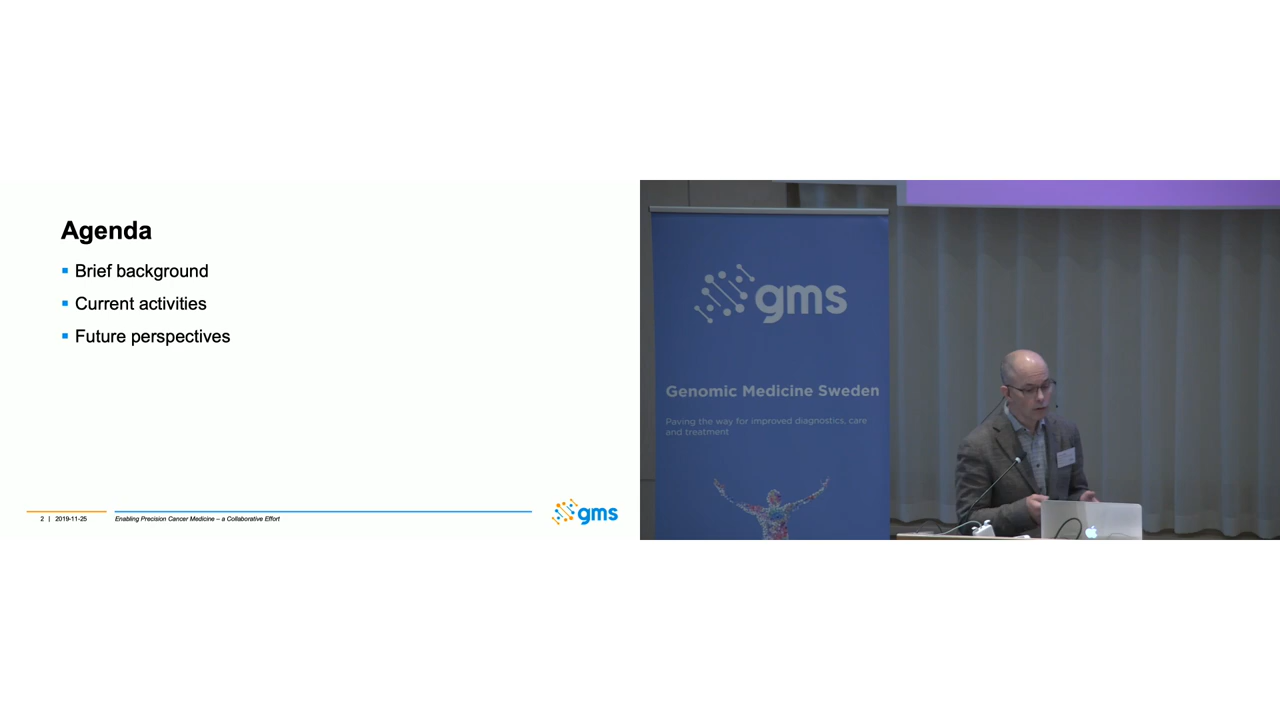 Agenda
Brief background
Current activities
Future perspectives
2 | 2019-11-25
Enabling Precision Cancer Medicine – a Collaborative Effort
gms
gms
Genomic Medicine Sweden
Paving the way for improved diagnostics, care
and treatment